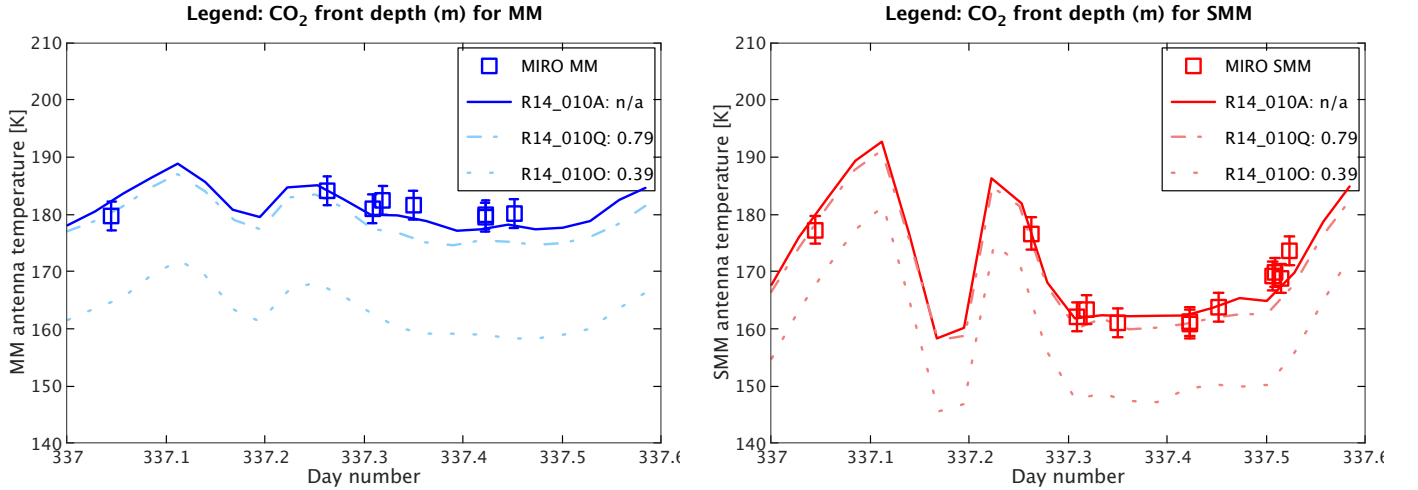 Legend: CO2 front depth (m) for MM
MM antenna temperature [K]
210
200
190
180
170
160
150
140
337
337.1
337.2
337.3
337.4
337.5
337.6
Day number
MIRO MM
R14_010A: n/a
R14_010Q: 0.79
R14_010O: 0.39
Legend: CO2 front depth (m) for SMM
SMM antenna temperature [K]
210
200
190
180
170
160
150
140
337
337.1
337.2
337.3
337.4
337.5
337.6
Day number
MIRO SMM
R14_010A: n/a
R14_010Q: 0.79
R14_010O: 0.39